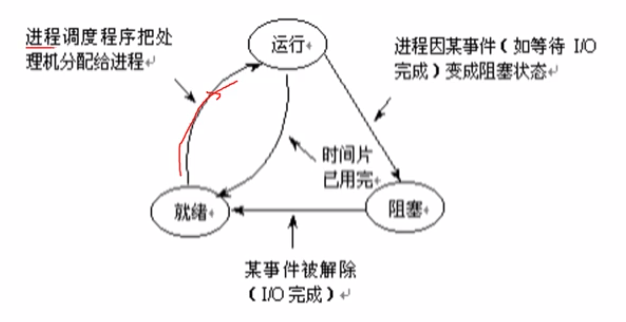 进程调度程序把处
理机分配给进程
运行
进程因某事件(如等待 I/O
完成)变成阻塞状态
时间片
已用完
就绪
阻塞
某事件被解除
(I/O 完成)